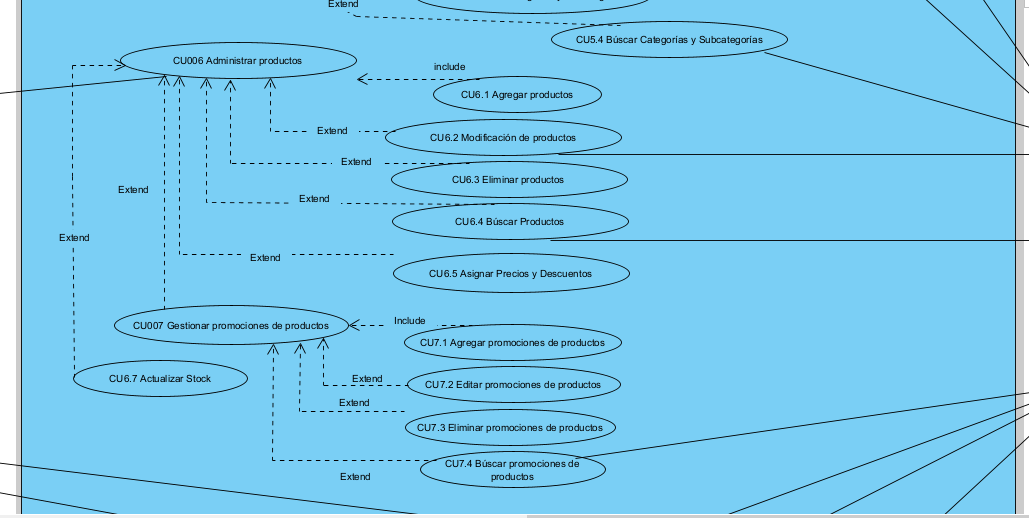 Extend
CU5.4 Búscar Categorías y Subcategorías
CU006 Administrar productos
include
CU6.1 Agregar productos
Extend
CU6.2 Modificación de productos
Extend
CU6.3 Eliminar productos
Extend
Extend
CU6.4 Búscar Productos
Extend
Extend
CU6.5 Asignar Precios y Descuentos
CU007 Gestionar promociones de productos
Include
CU7.1 Agregar promociones de productos
CU6.7 Actualizar Stock
Extend
CU7.2 Editar promociones de productos
Extend
CU7.3 Eliminar promociones de productos
CU7.4 Búscar promociones de
productos
Extend